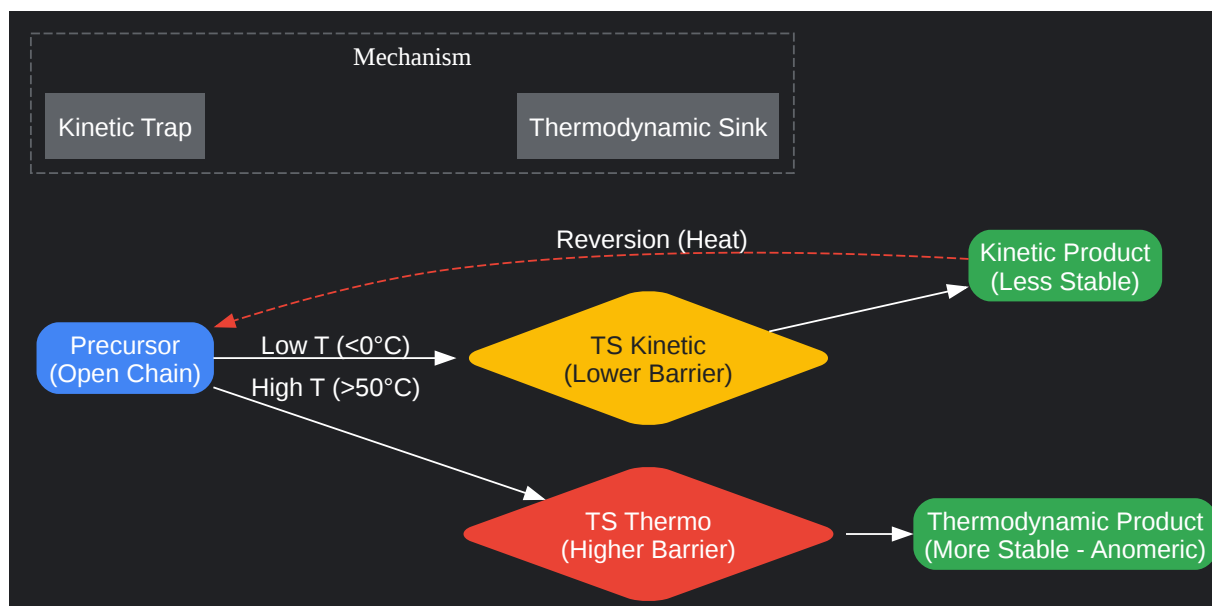 Mechanism
Kinetic Trap
Thermodynamic Sink
Reversion (Heat)
Kinetic Product
(Less Stable)
Precursor
(Open Chain)
Low T (<0°C)
High T (>50°C)
TS Kinetic
(Lower Barrier)
TS Thermo
(Higher Barrier)
Thermodynamic Product
(More Stable - Anomeric)